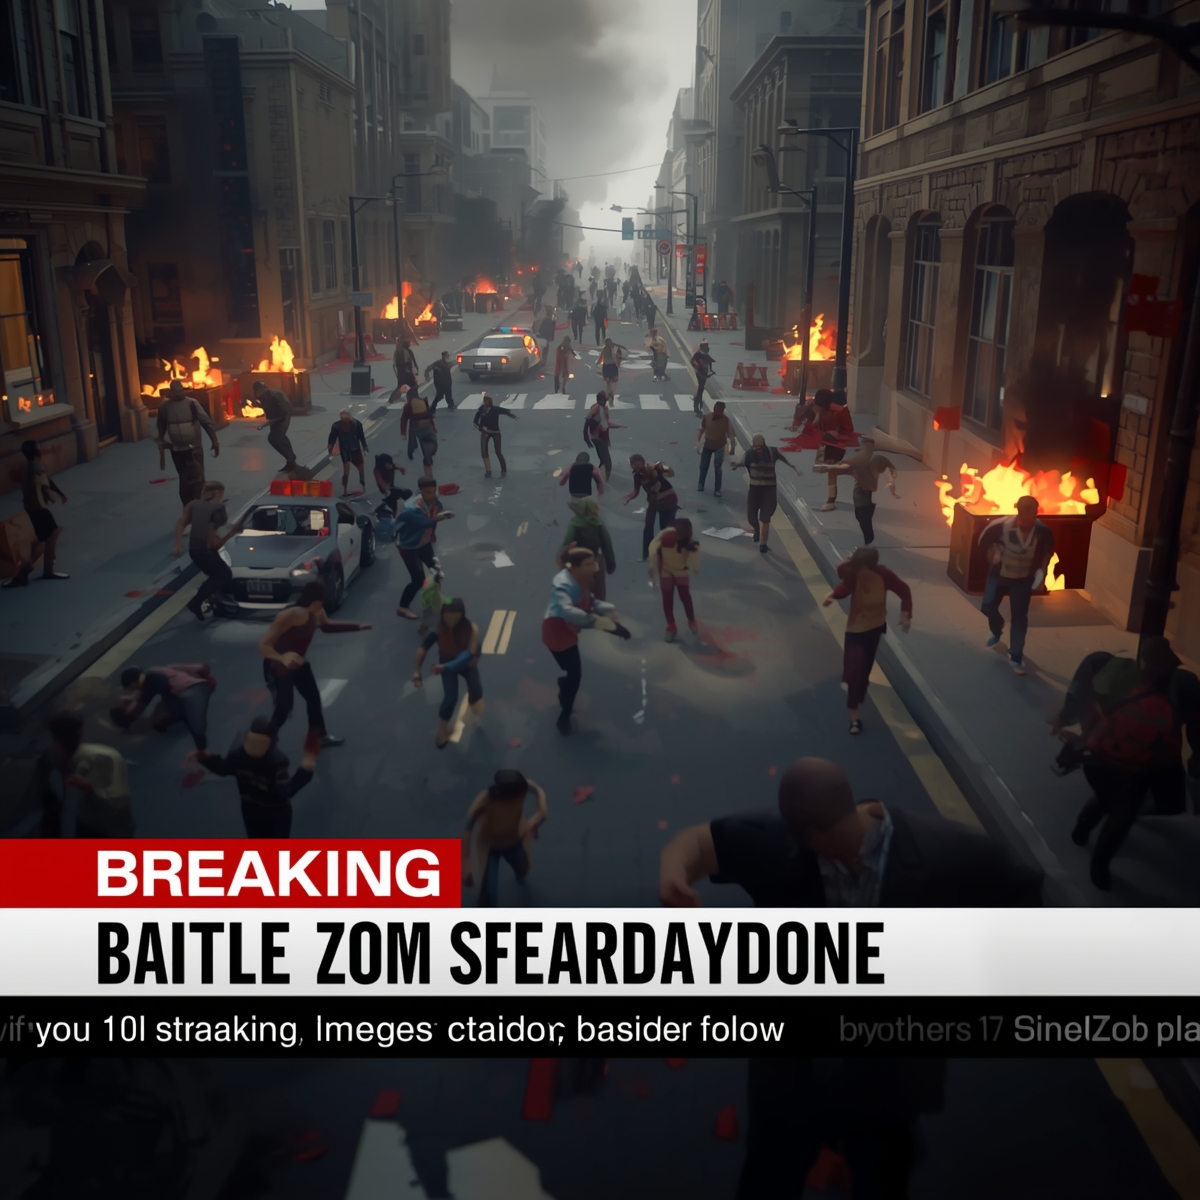 BREAKING
BAITLE ZOM SFEARDAYDONE
vif you 10l straaking, Imeges ctaidor, basider folow byothers 17 SinelZob pla